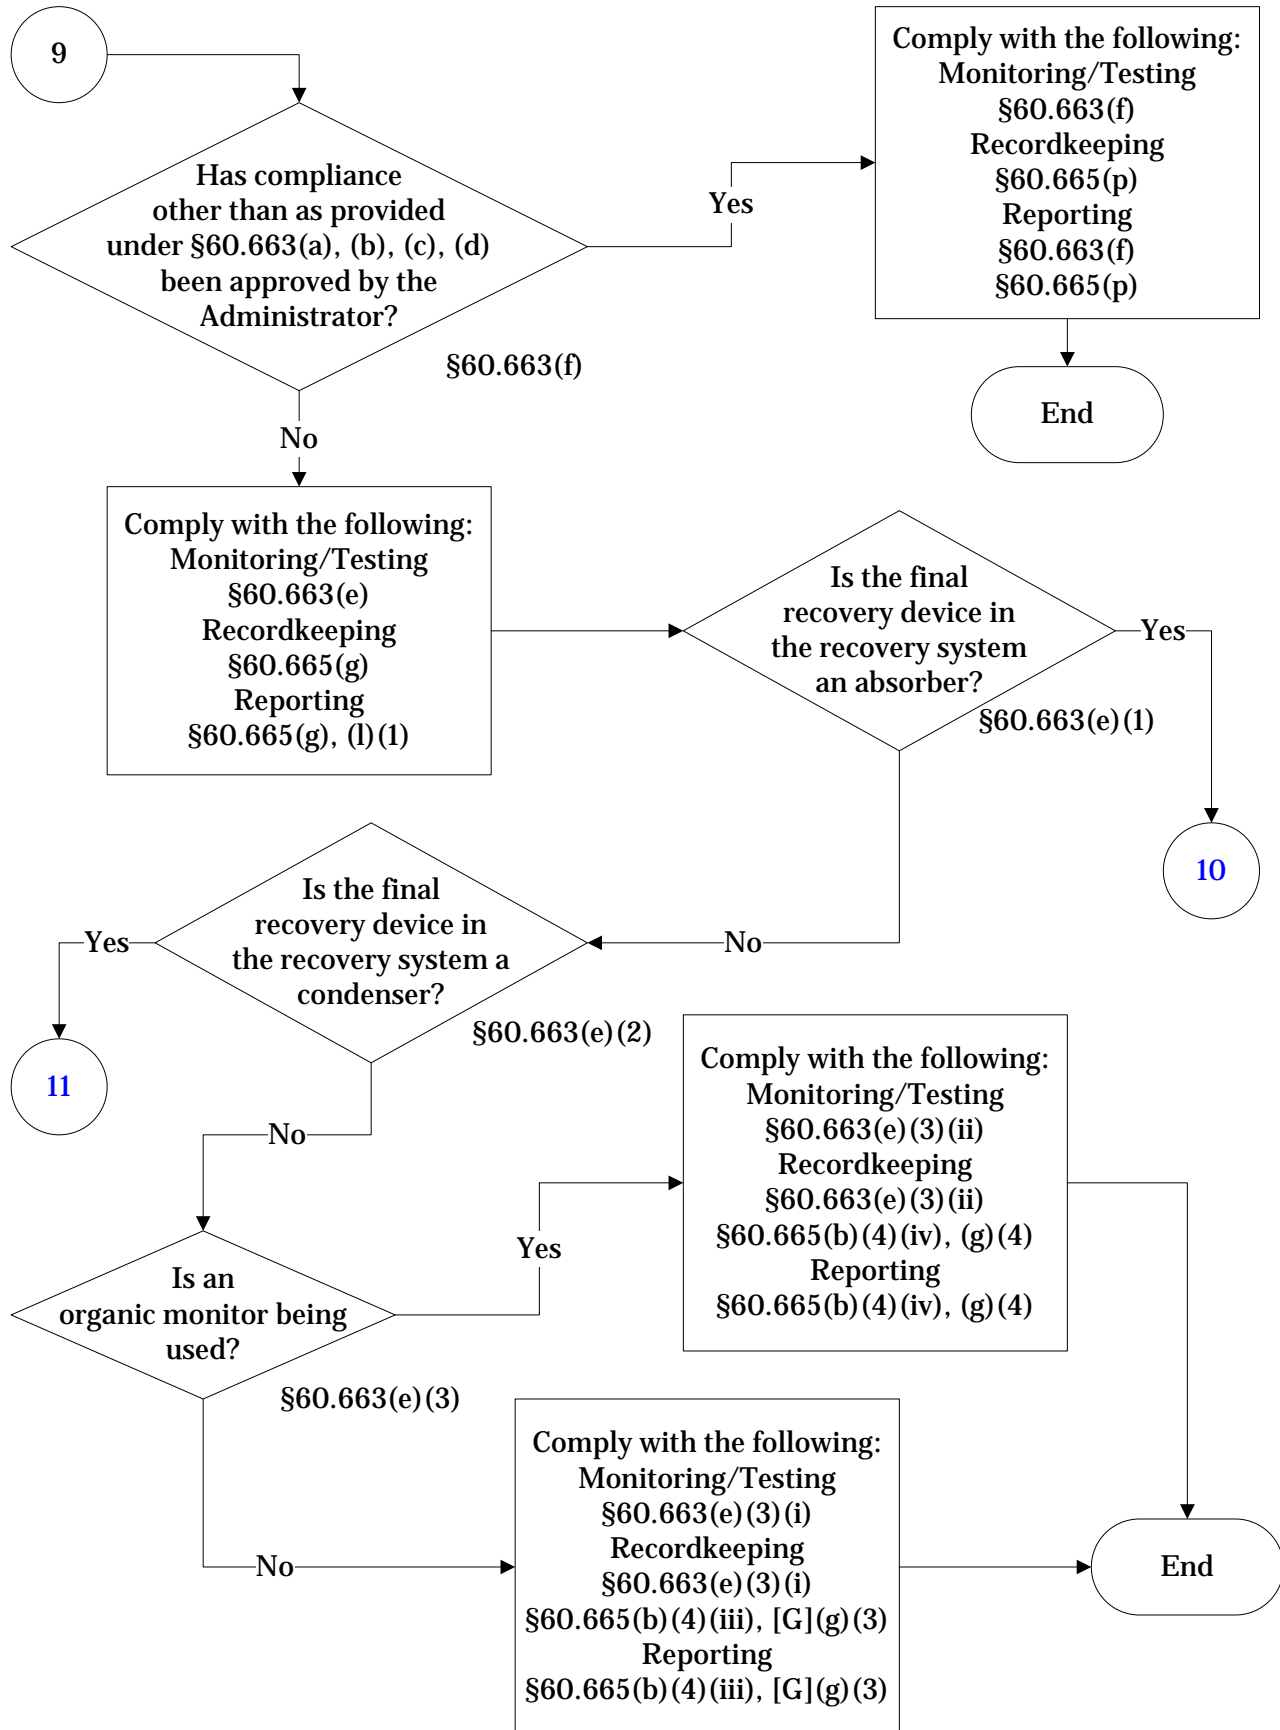 9
Has compliance
other than as provided
under §60.663(a), (b), (c), (d)
been approved by the
Administrator?
§60.663(f)
Yes
Comply with the following:
Monitoring/Testing
§60.663(f)
Recordkeeping
§60.665(p)
Reporting
§60.663(f)
§60.665(p)
End
No
Comply with the following:
Monitoring/Testing
§60.663(e)
Recordkeeping
§60.665(g)
Reporting
§60.665(g), (l)(1)
Is the final
recovery device in
the recovery system
an absorber?
§60.663(e)(1)
Yes
10
No
Is the final
recovery device in
the recovery system a
condenser?
§60.663(e)(2)
Yes
11
No
Is an
organic monitor being
used?
§60.663(e)(3)
Yes
Comply with the following:
Monitoring/Testing
§60.663(e)(3)(ii)
Recordkeeping
§60.663(e)(3)(ii)
§60.665(b)(4)(iv), (g)(4)
Reporting
§60.665(b)(4)(iv), (g)(4)
No
Comply with the following:
Monitoring/Testing
§60.663(e)(3)(i)
Recordkeeping
§60.663(e)(3)(i)
§60.665(b)(4)(iii), [G](g)(3)
Reporting
§60.665(b)(4)(iii), [G](g)(3)
End